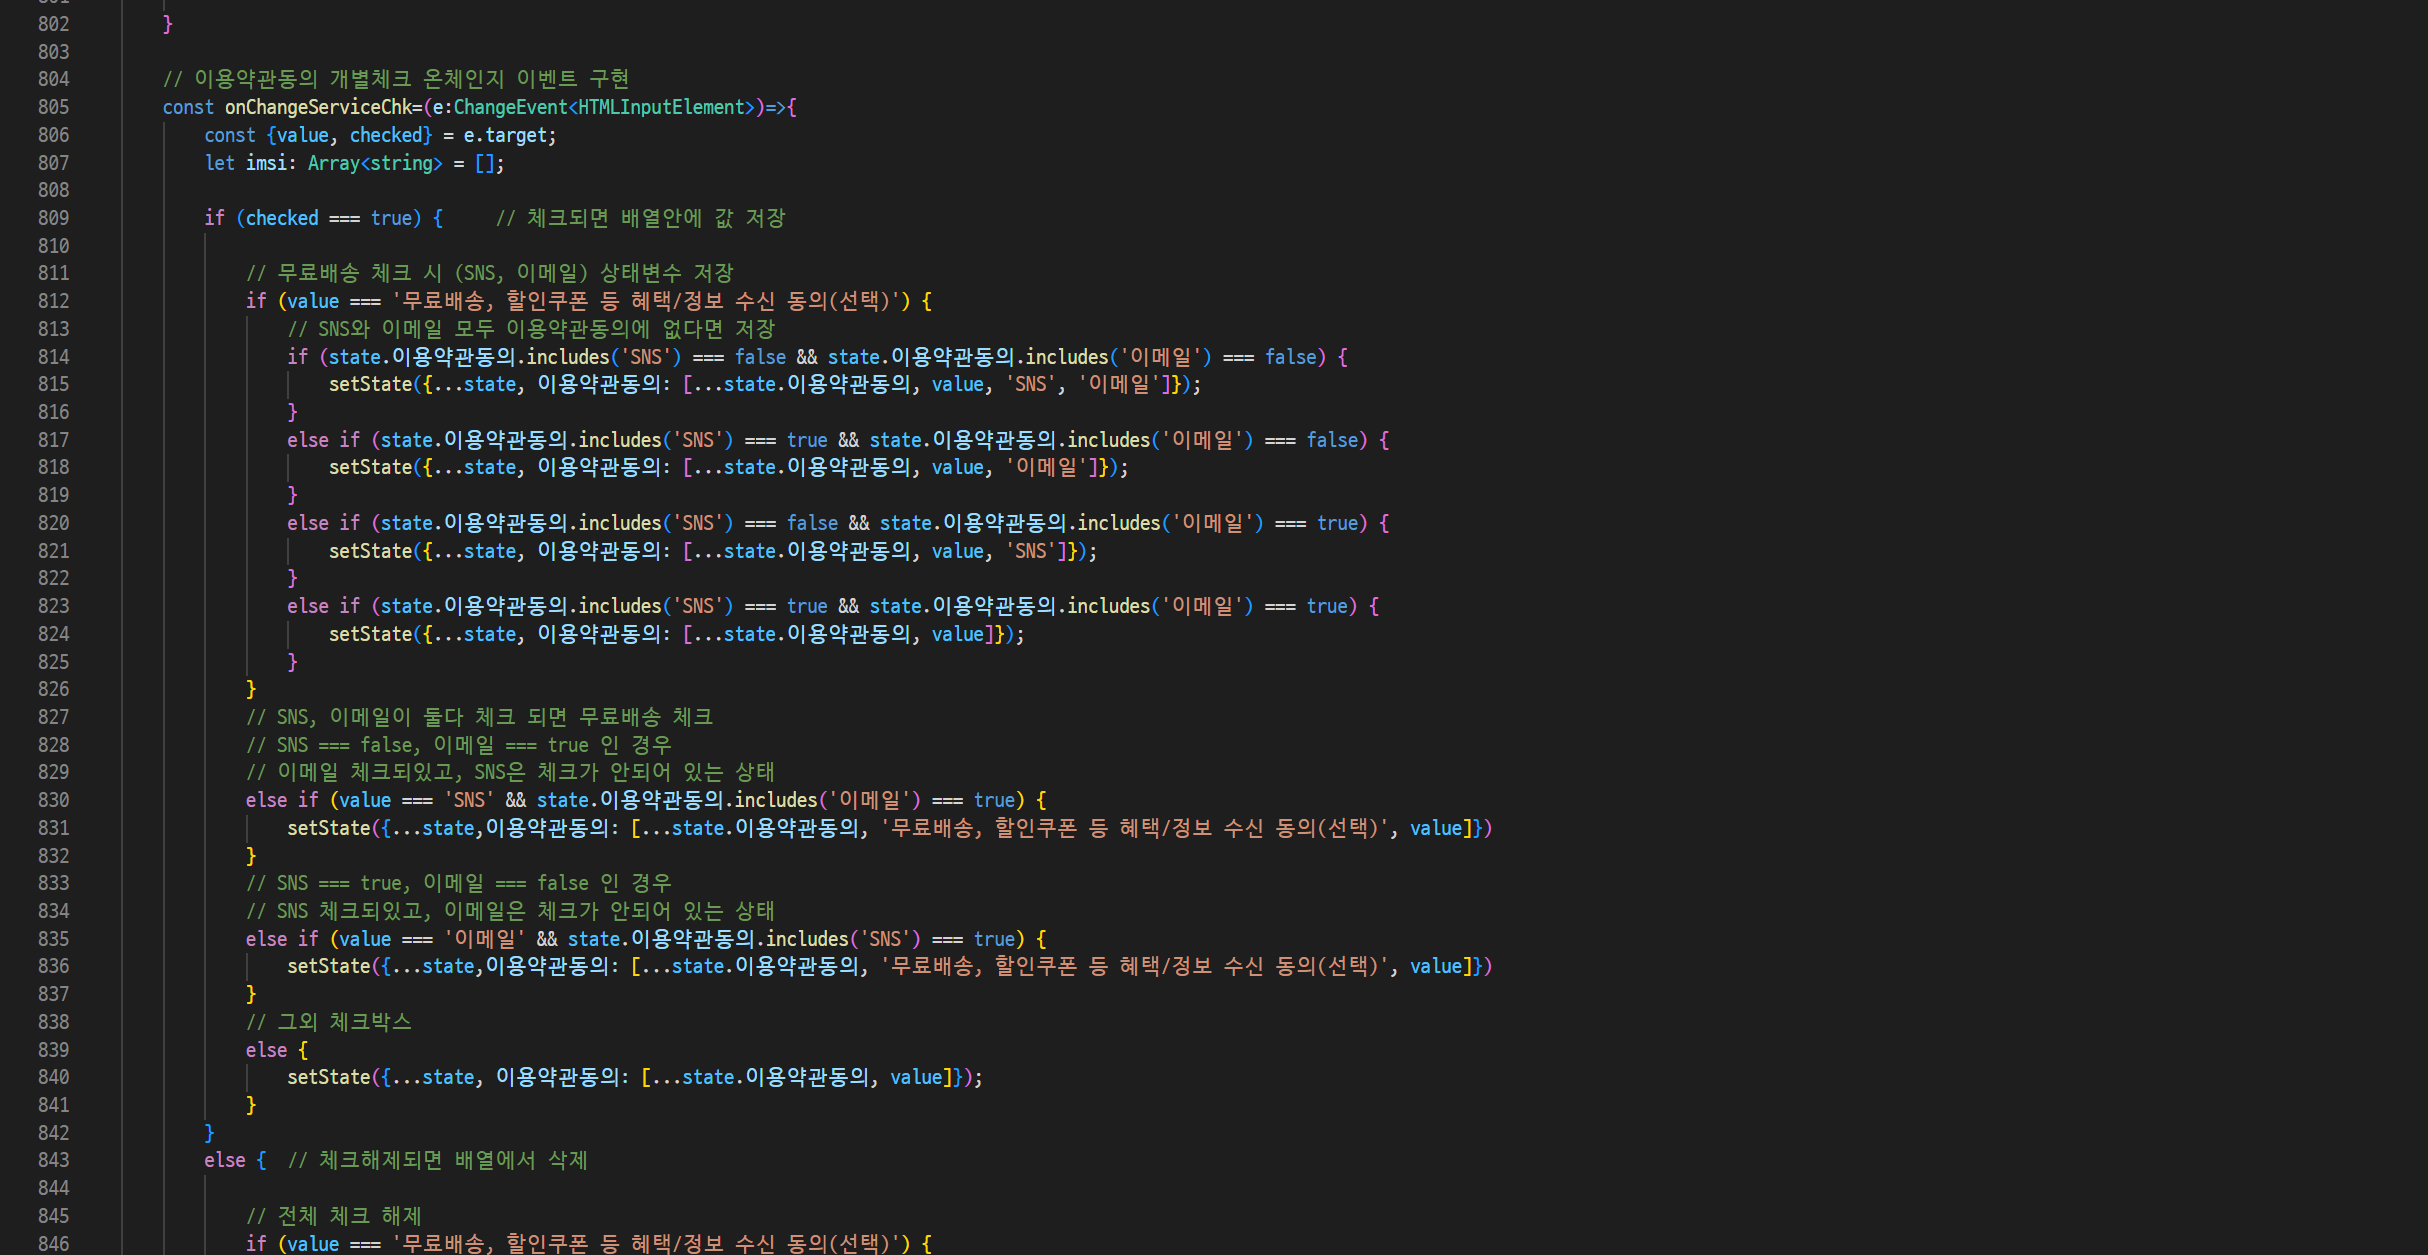 802 }
803
804 // 이용약관동의 개별체크 온체인지 이벤트 구현
805 const onChangeServiceChk=(e:ChangeEvent<HTMLInputElement>)=>{
806 const {value, checked} = e.target;
807 let imsi: Array<string> = [];
808
809 if (checked === true) { // 체크되면 배열안에 값 저장
810
811 // 무료배송 체크 시 (SNS, 이메일) 상태변수 저장
812 if (value === '무료배송, 할인쿠폰 등 혜택/정보 수신 동의(선택)') {
813 // SNS와 이메일 모두 이용약관동의에 없다면 저장
814 if (state.이용약관동의.includes('SNS') === false && state.이용약관동의.includes('이메일') === false) {
815 setState({...state, 이용약관동의: [...state.이용약관동의, value, 'SNS', '이메일']});
816 }
817 else if (state.이용약관동의.includes('SNS') === true && state.이용약관동의.includes('이메일') === false) {
818 setState({...state, 이용약관동의: [...state.이용약관동의, value, '이메일']});
819 }
820 else if (state.이용약관동의.includes('SNS') === false && state.이용약관동의.includes('이메일') === true) {
821 setState({...state, 이용약관동의: [...state.이용약관동의, value, 'SNS']});
822 }
823 else if (state.이용약관동의.includes('SNS') === true && state.이용약관동의.includes('이메일') === true) {
824 setState({...state, 이용약관동의: [...state.이용약관동의, value]});
825 }
826 }
827 // SNS, 이메일이 둘다 체크 되면 무료배송 체크
828 // SNS === false, 이메일 === true 인 경우
829 // 이메일 체크되있고, SNS은 체크가 안되어 있는 상태
830 else if (value === 'SNS' && state.이용약관동의.includes('이메일') === true) {
831 setState({...state,이용약관동의: [...state.이용약관동의, '무료배송, 할인쿠폰 등 혜택/정보 수신 동의(선택)', value]})
832 }
833 // SNS === true, 이메일 === false 인 경우
834 // SNS 체크되있고, 이메일은 체크가 안되어 있는 상태
835 else if (value === '이메일' && state.이용약관동의.includes('SNS') === true) {
836 setState({...state,이용약관동의: [...state.이용약관동의, '무료배송, 할인쿠폰 등 혜택/정보 수신 동의(선택)', value]})
837 }
838 // 그외 체크박스
839 else {
840 setState({...state, 이용약관동의: [...state.이용약관동의, value]});
841 }
842 }
843 else { // 체크해제되면 배열에서 삭제
844
845 // 전체 체크 해제
846 if (value === '무료배송, 할인쿠폰 등 혜택/정보 수신 동의(선택)') {